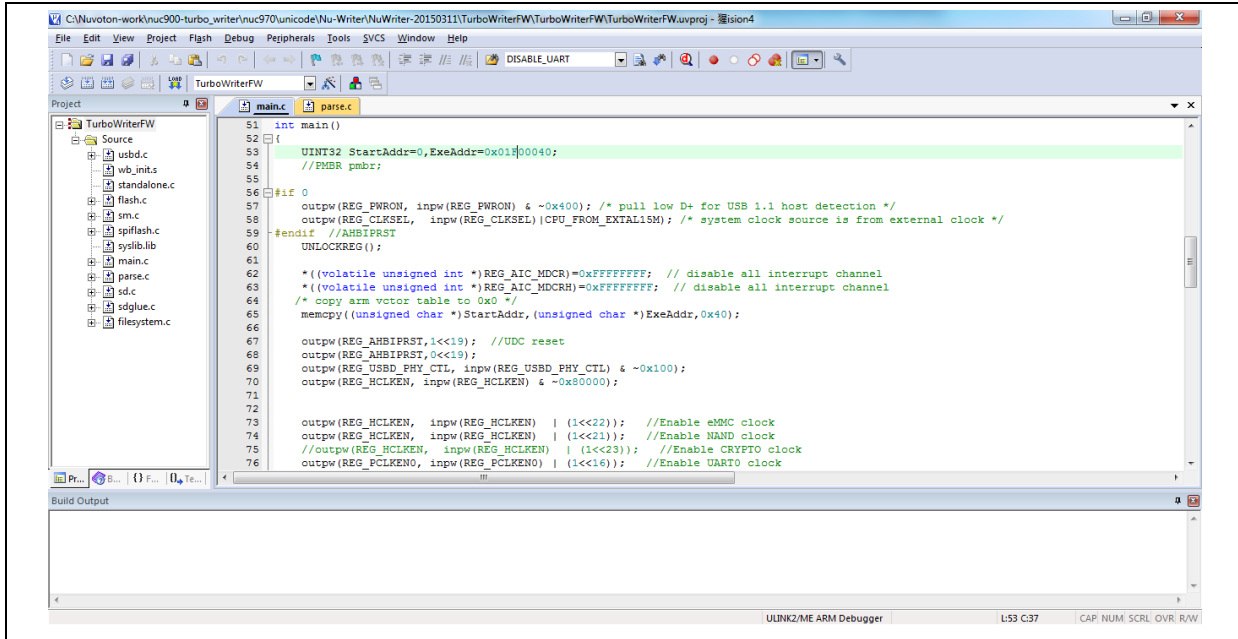 C:\Nuvoton-work\nuc900-turbo_writer\nuc970\unicode\Nu-Writer\NuWriter-20150311\TurboWriterFW\TurboWriterFW\TurboWriterFW.uvproj - 猩ision4
File Edit View Project Flash Debug Peripherals Tools SVCS Window Help
DISABLE_UART
LOAD TurboWriterFW
Project
TurboWriterFW
Source
usbd.c
wb_init.s
standalone.c
flash.c
sm.c
spiflash.c
syslib.lib
main.c
parse.c
sd.c
sdglue.c
filesystem.c
Pr... B... {} F... Te...
main.c parse.c
51 int main()
52 {
53 UINT32 StartAddr=0,ExeAddr=0x01F00040;
54 //PMBR pmbr;
55
56 #if 0
57 outpw(REG_PWRON, inpw(REG_PWRON) & ~0x400); /* pull low D+ for USB 1.1 host detection */
58 outpw(REG_CLKSEL, inpw(REG_CLKSEL)|CPU_FROM_EXTAL15M); /* system clock source is from external clock */
59 #endif //AHBIPRST
60 UNLOCKREG();
61
62 *((volatile unsigned int *)REG_AIC_MDCR)=0xFFFFFFFF; // disable all interrupt channel
63 *((volatile unsigned int *)REG_AIC_MDCRH)=0xFFFFFFFF; // disable all interrupt channel
64 /* copy arm vctor table to 0x0 */
65 memcpy((unsigned char *)StartAddr,(unsigned char *)ExeAddr,0x40);
66
67 outpw(REG_AHBIPRST,1<<19); //UDC reset
68 outpw(REG_AHBIPRST,0<<19);
69 outpw(REG_USBD_PHY_CTL, inpw(REG_USBD_PHY_CTL) & ~0x100);
70 outpw(REG_HCLKEN, inpw(REG_HCLKEN) & ~0x80000);
71
72
73 outpw(REG_HCLKEN, inpw(REG_HCLKEN) | (1<<22)); //Enable eMMC clock
74 outpw(REG_HCLKEN, inpw(REG_HCLKEN) | (1<<21)); //Enable NAND clock
75 //outpw(REG_HCLKEN, inpw(REG_HCLKEN) | (1<<23)); //Enable CRYPTO clock
76 outpw(REG_PCLKEN0, inpw(REG_PCLKEN0) | (1<<16)); //Enable UART0 clock
Build Output
ULINK2/ME ARM Debugger L:53 C:37 CAP NUM SCRL OVR R/W